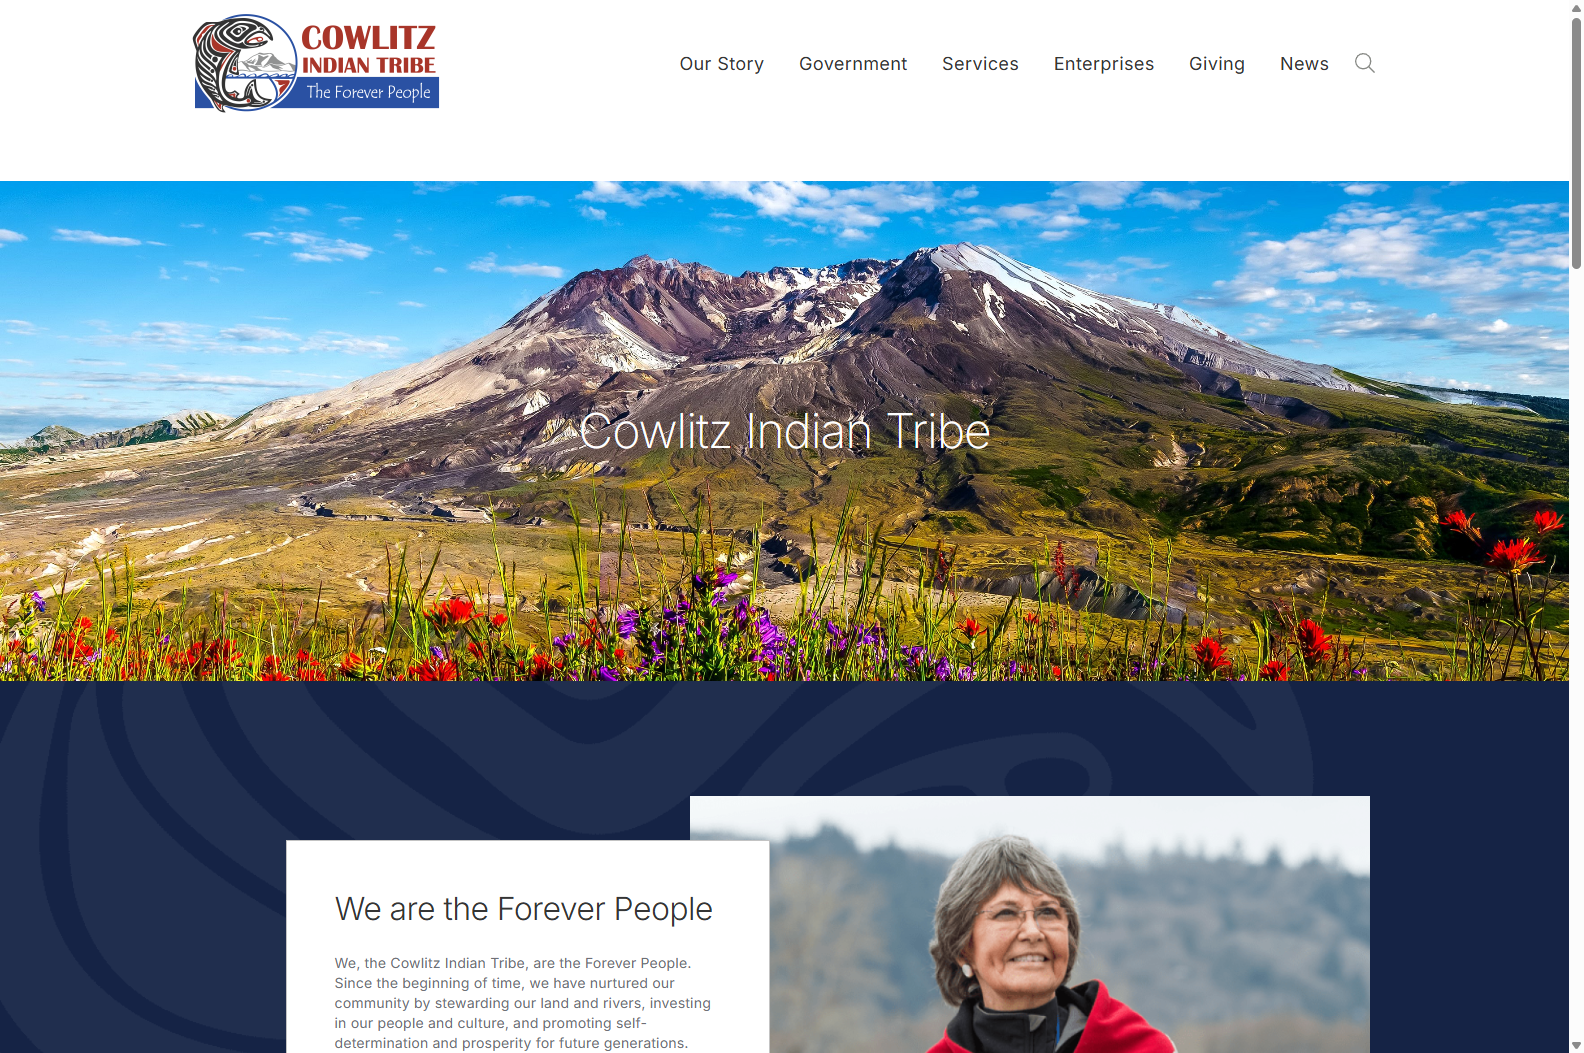 COWLITZ
INDIAN TRIBE
The Forever People
Our Story Government Services Enterprises Giving News
Cowlitz Indian Tribe
We are the Forever People
We, the Cowlitz Indian Tribe, are the Forever People.
Since the beginning of time, we have nurtured our
community by stewarding our land and rivers, investing
in our people and culture, and promoting self-
determination and prosperity for future generations.